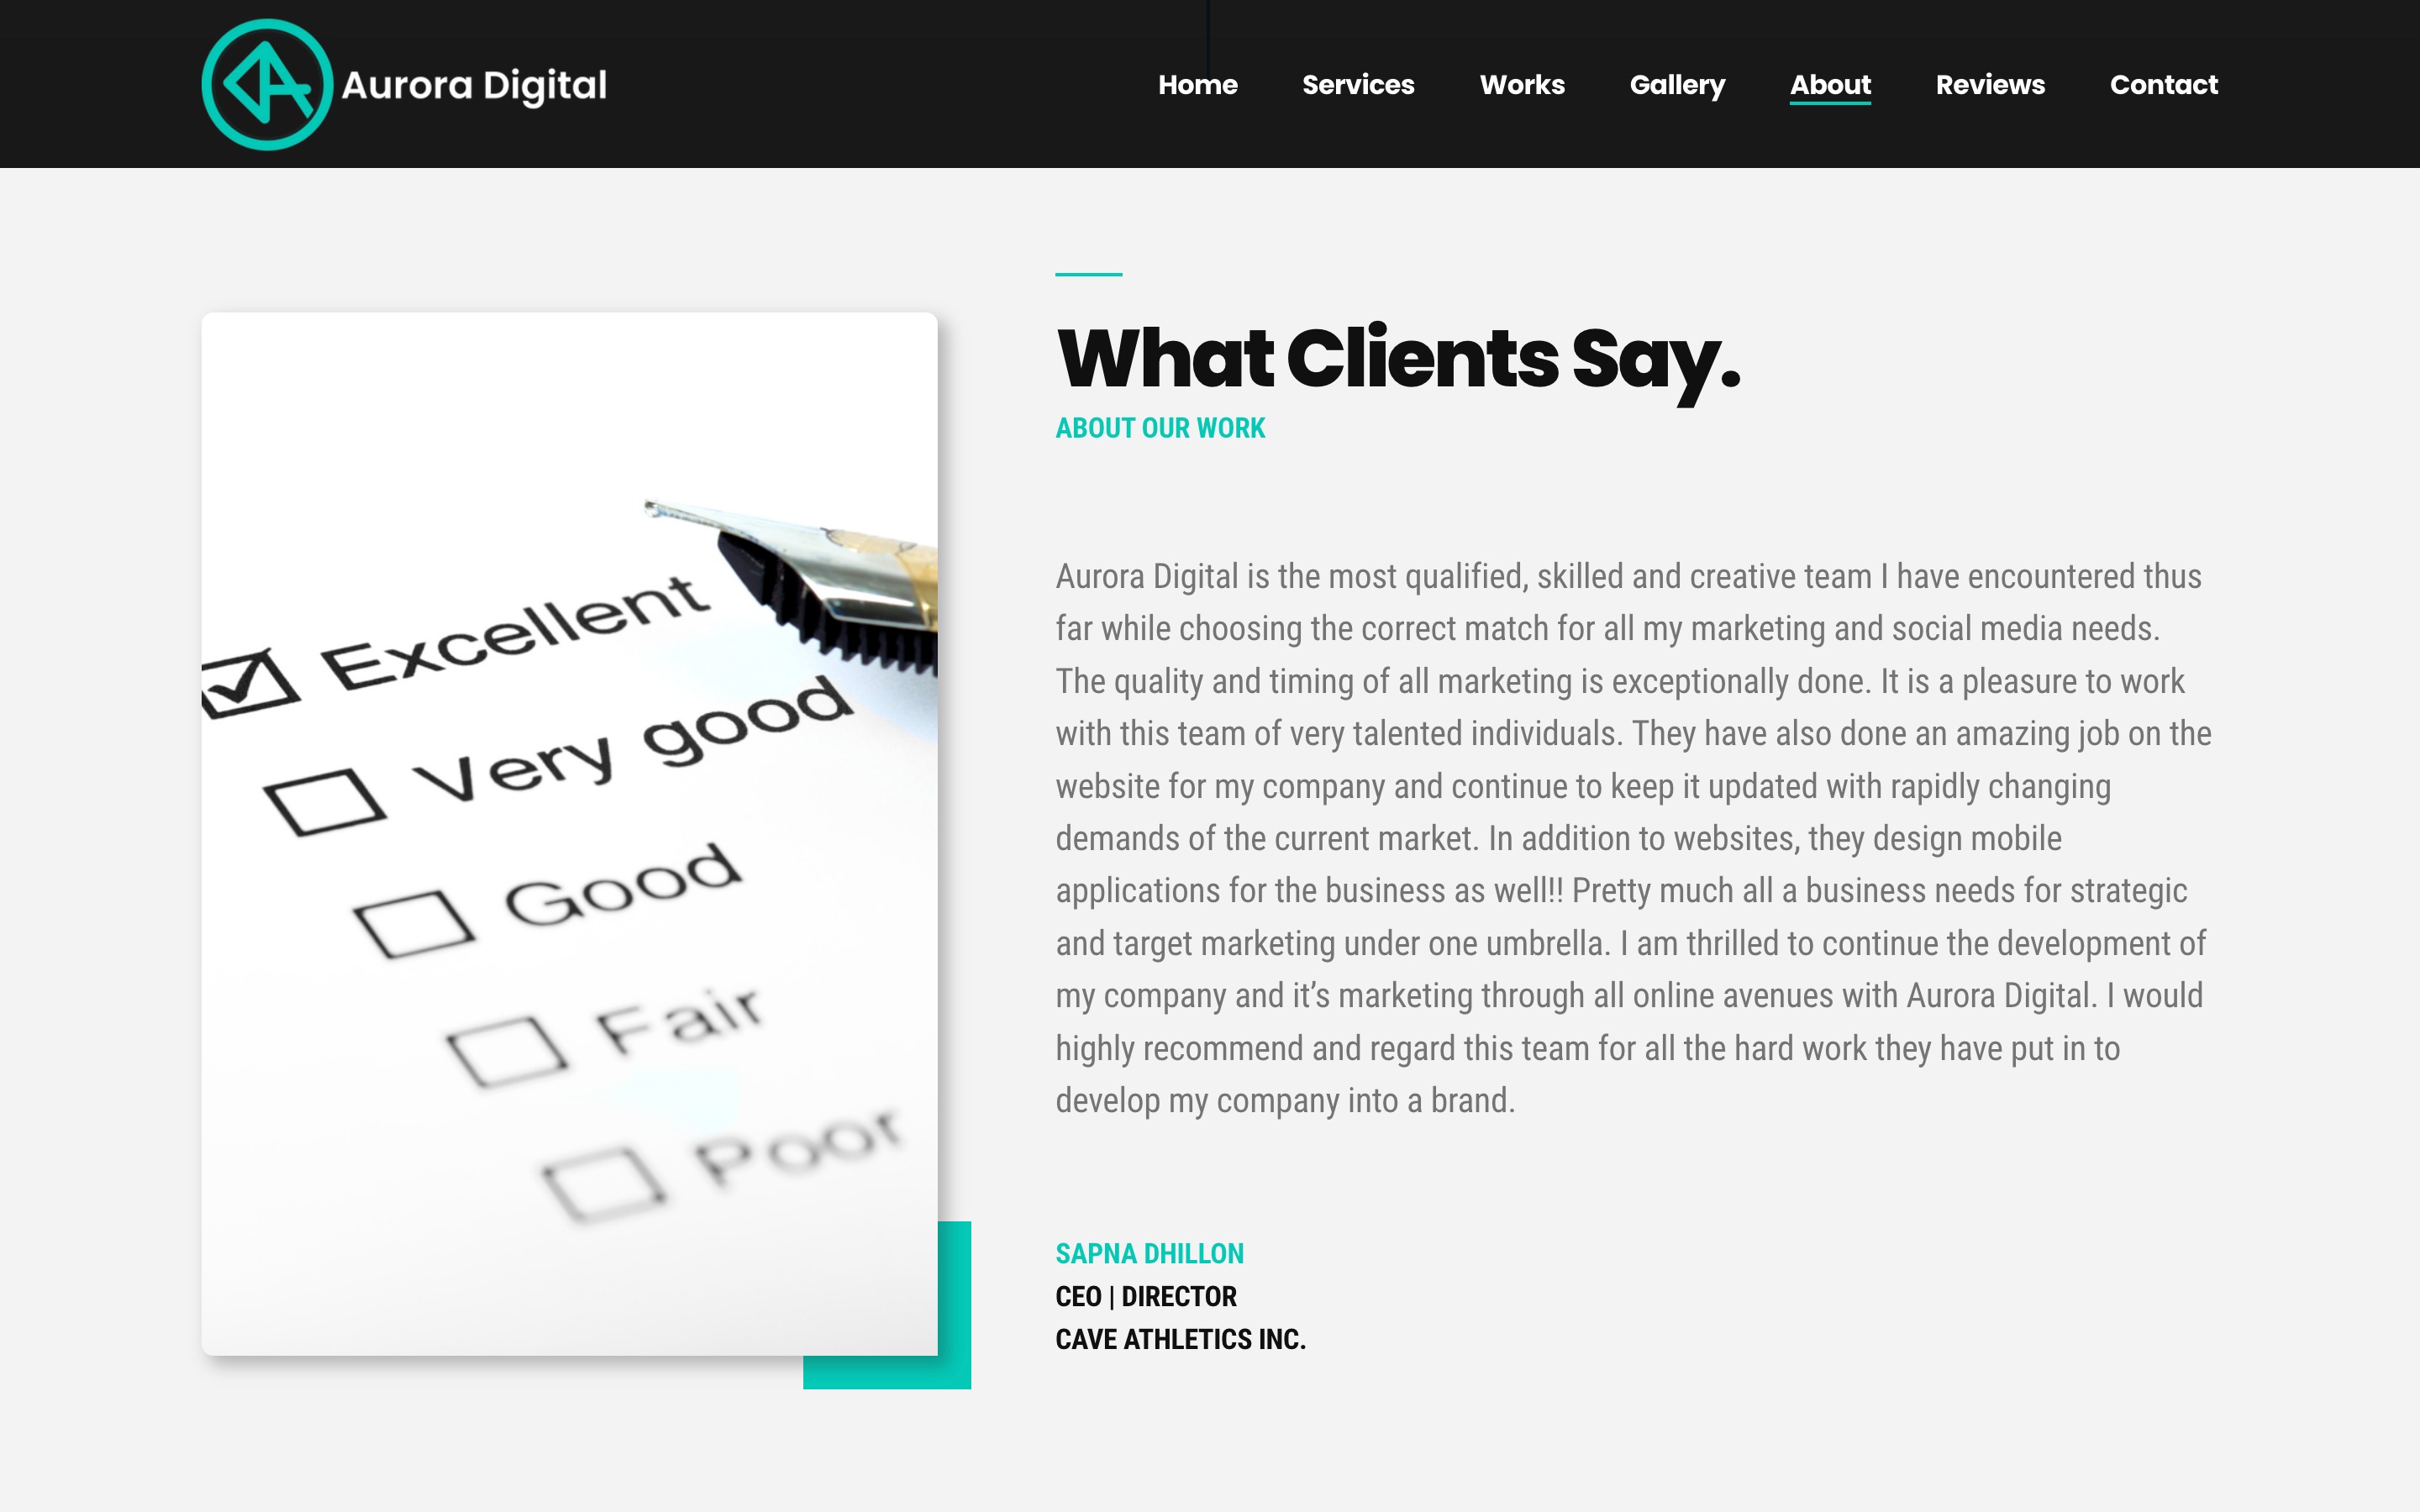 Aurora Digital
Home Services Works Gallery About Reviews Contact
Excellent
Very good
Good
Fair
Poor
What Clients Say.
ABOUT OUR WORK
Aurora Digital is the most qualified, skilled and creative team I have encountered thus
far while choosing the correct match for all my marketing and social media needs.
The quality and timing of all marketing is exceptionally done. It is a pleasure to work
with this team of very talented individuals. They have also done an amazing job on the
website for my company and continue to keep it updated with rapidly changing
demands of the current market. In addition to websites, they design mobile
applications for the business as well!! Pretty much all a business needs for strategic
and target marketing under one umbrella. I am thrilled to continue the development of
my company and it’s marketing through all online avenues with Aurora Digital. I would
highly recommend and regard this team for all the hard work they have put in to
develop my company into a brand.
SAPNA DHILLON
CEO | DIRECTOR
CAVE ATHLETICS INC.